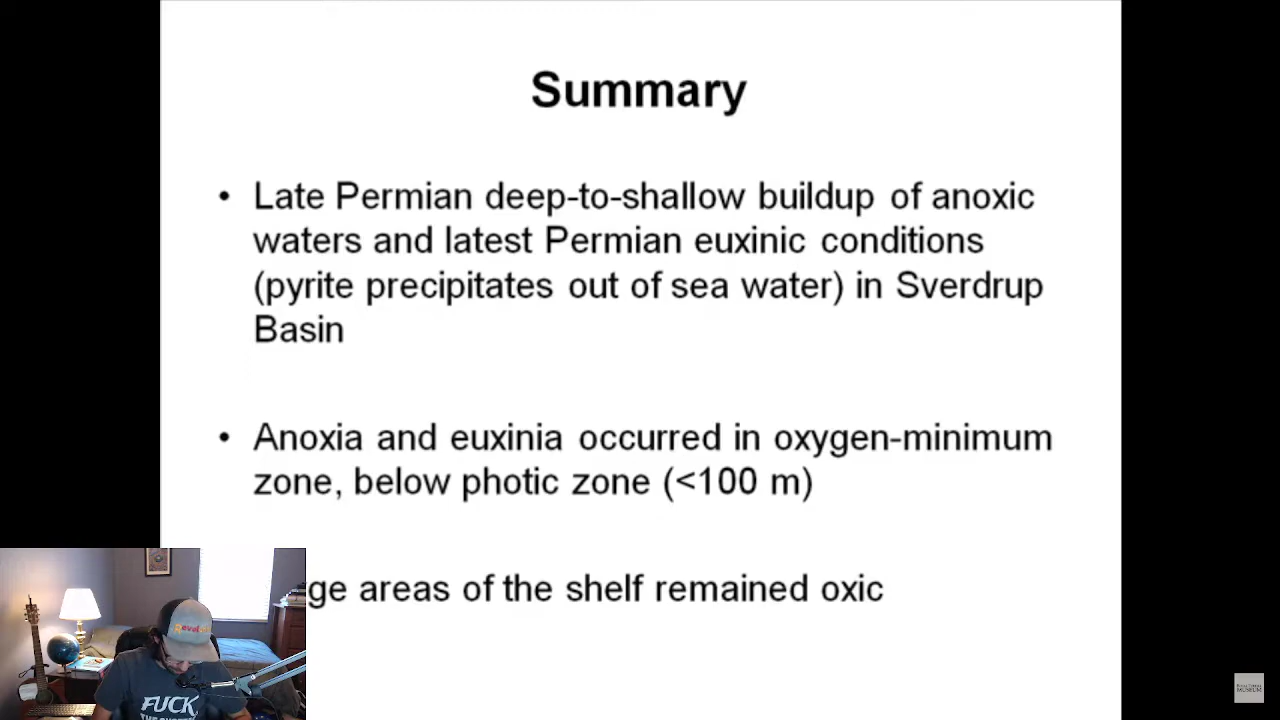 Summary
• Late Permian deep-to-shallow buildup of anoxic
waters and latest Permian euxinic conditions
(pyrite precipitates out of sea water) in Sverdrup
Basin
• Anoxia and euxinia occurred in oxygen-minimum
zone, below photic zone (<100 m)
ge areas of the shelf remained oxic
FUCK
MUSEUM